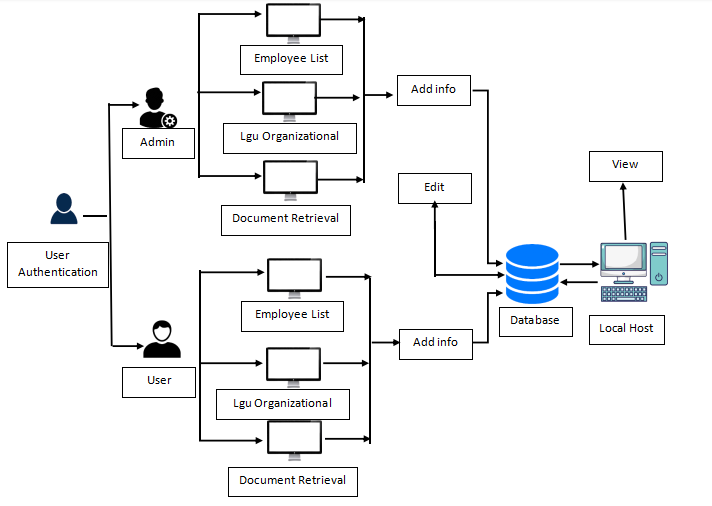 Employee List
Add info
Lgu Organizational
Admin
View
Edit
Document Retrieval
User
Authentication
Employee List
Database
Local Host
Add info
User
Lgu Organizational
Document Retrieval